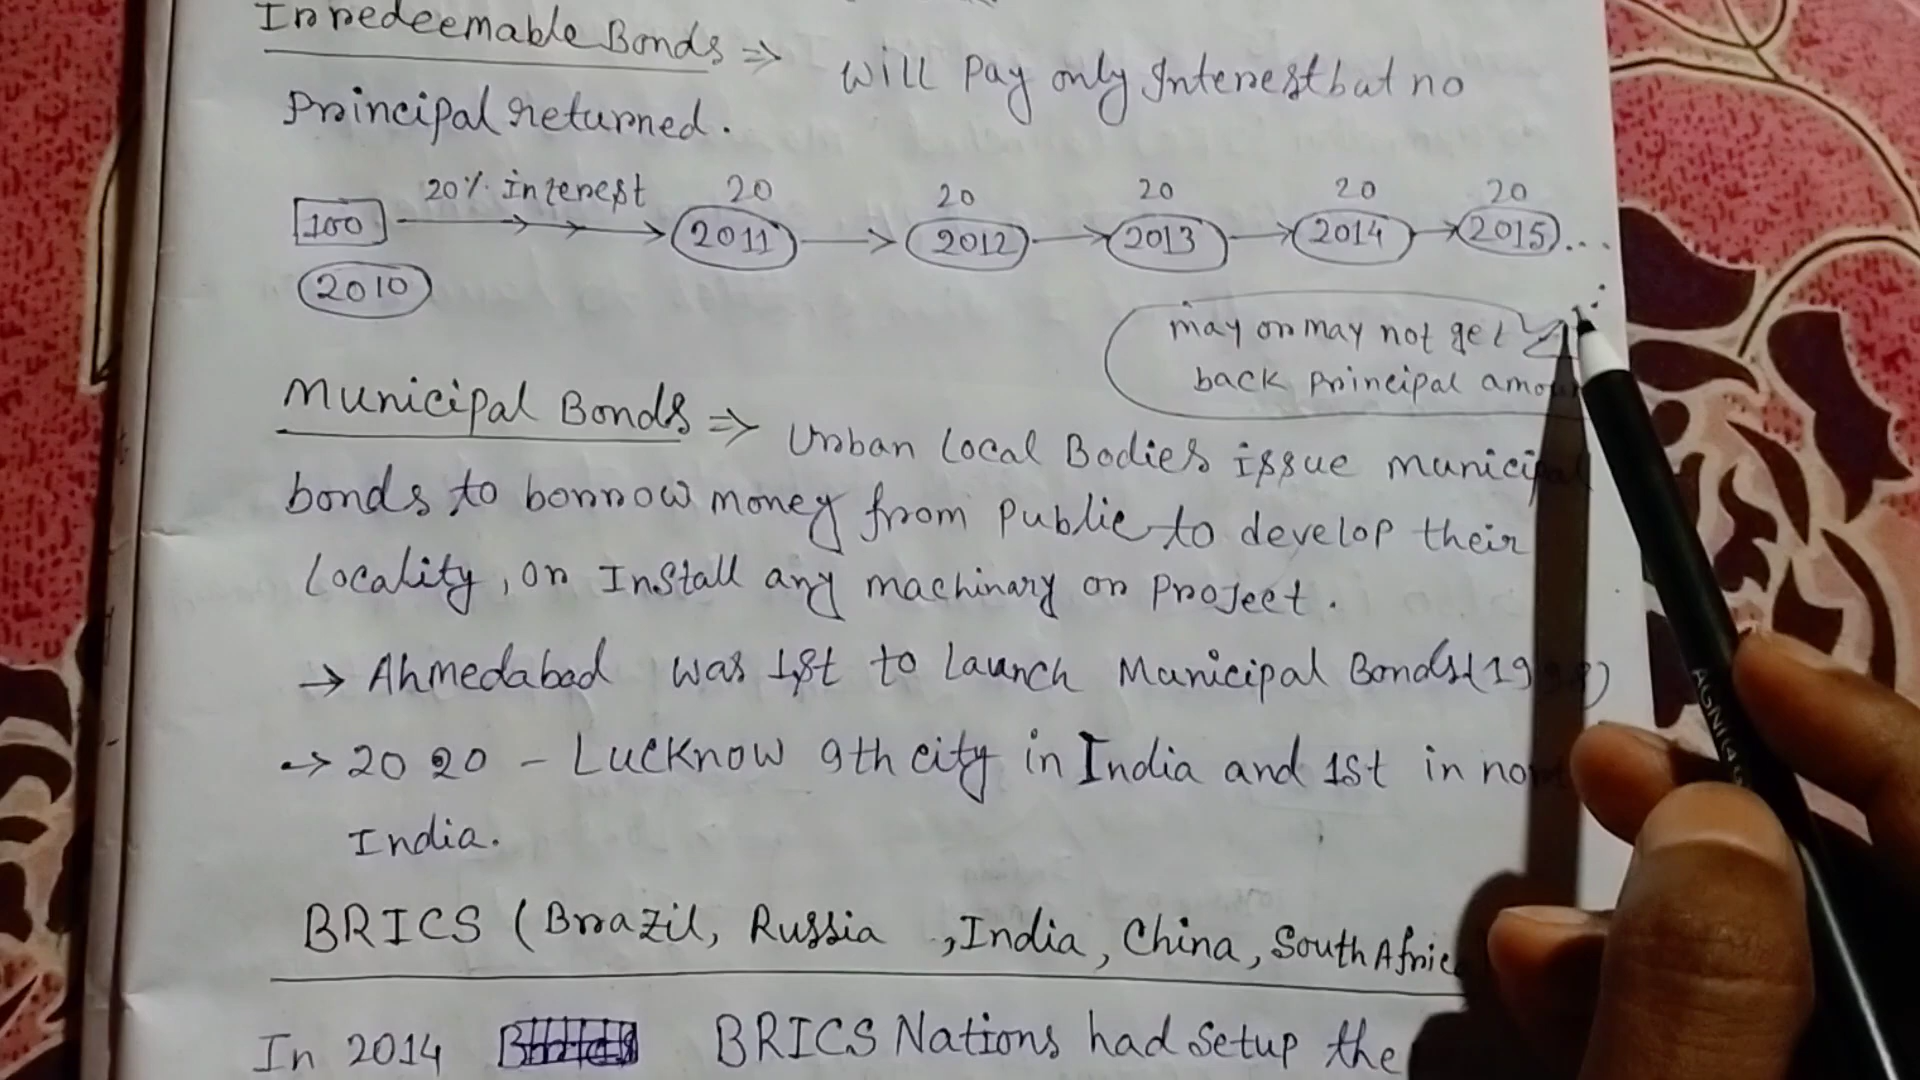 Irredeemable Bonds ⇒ will Pay only Interest but no
Principal returned.
20% interest 20 20 20 20 20
100 → 2011 → 2012 → 2013 → 2014 → 2015...
2010
may or may not get
back Principal
Municipal Bonds ⇒ Urban Local Bodies issue
bonds to borrow money from Public to develop their
Locality, or Install any machinary or Project.
→ Ahmedabad was 1st to Launch Municipal Bonds
→ 2020 - Lucknow 9th city in India and 1st in
India.
BRICS (Brazil, Russia, India, China, South
In 2014 BRICS Nations had setup the
AGNI